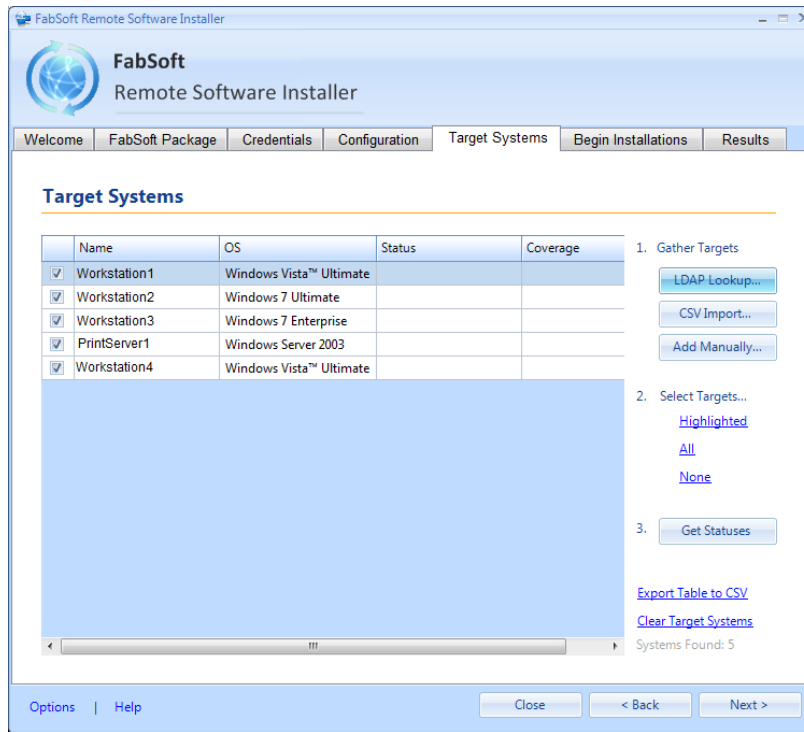 FabSoft Remote Software Installer
FabSoft
Remote Software Installer
Welcome FabSoft Package Credentials Configuration Target Systems Begin Installations Results
Target Systems
Name OS Status Coverage
Workstation1 Windows Vista™ Ultimate
Workstation2 Windows 7 Ultimate
Workstation3 Windows 7 Enterprise
PrintServer1 Windows Server 2003
Workstation4 Windows Vista™ Ultimate
1. Gather Targets
LDAP Lookup...
CSV Import...
Add Manually...
2. Select Targets...
Highlighted
All
None
3. Get Statuses
Export Table to CSV
Clear Target Systems
Systems Found: 5
Options | Help Close < Back Next >